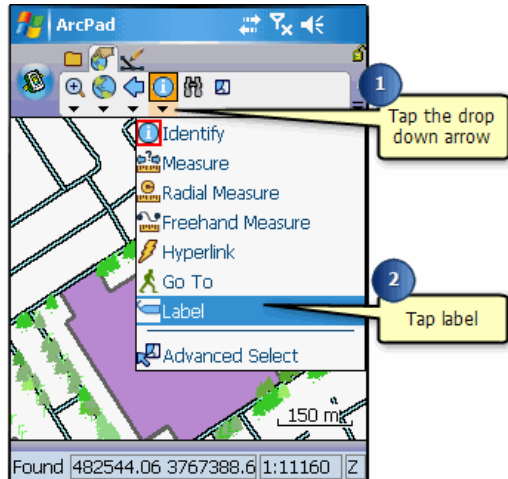 ArcPad
1
Tap the drop
down arrow
Identify
Measure
Radial Measure
Freehand Measure
Hyperlink
Go To
2
Label
Tap label
Advanced Select
150 m
Found 482544.06 3767388.6 1:11160 Z